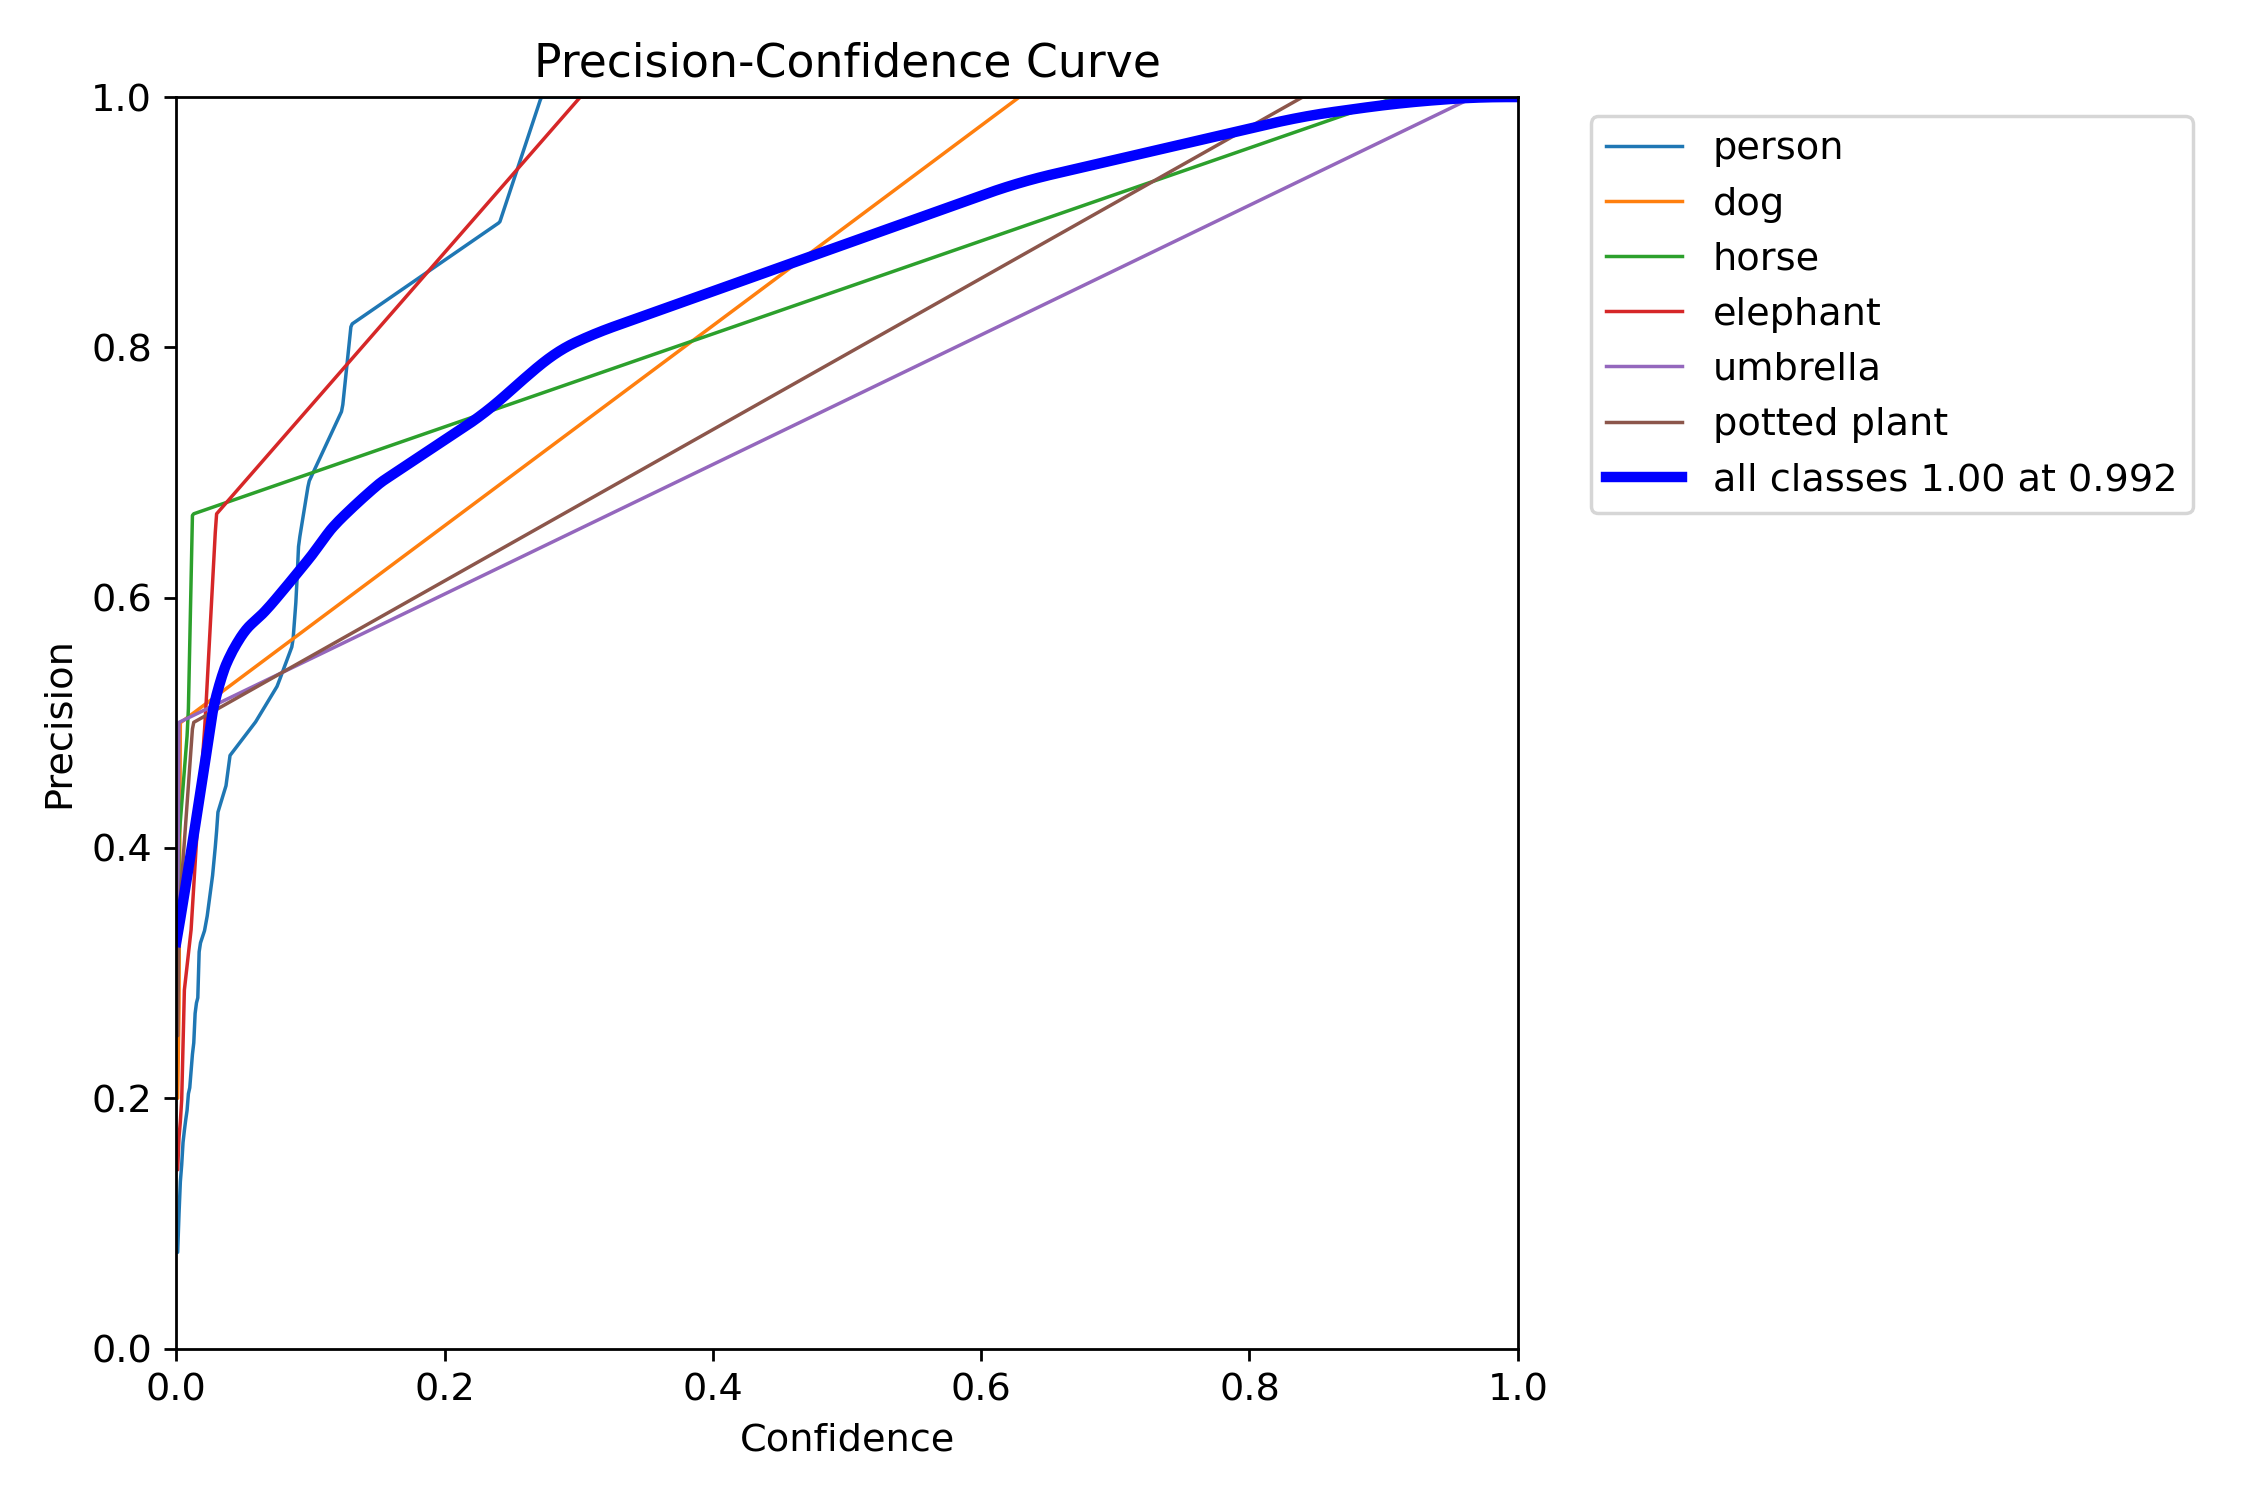 Precision-Confidence Curve
1.0
0.8
0.6
0.4
0.2
0.0
Precision
0.0 0.2 0.4 0.6 0.8 1.0
Confidence
person
dog
horse
elephant
umbrella
potted plant
all classes 1.00 at 0.992